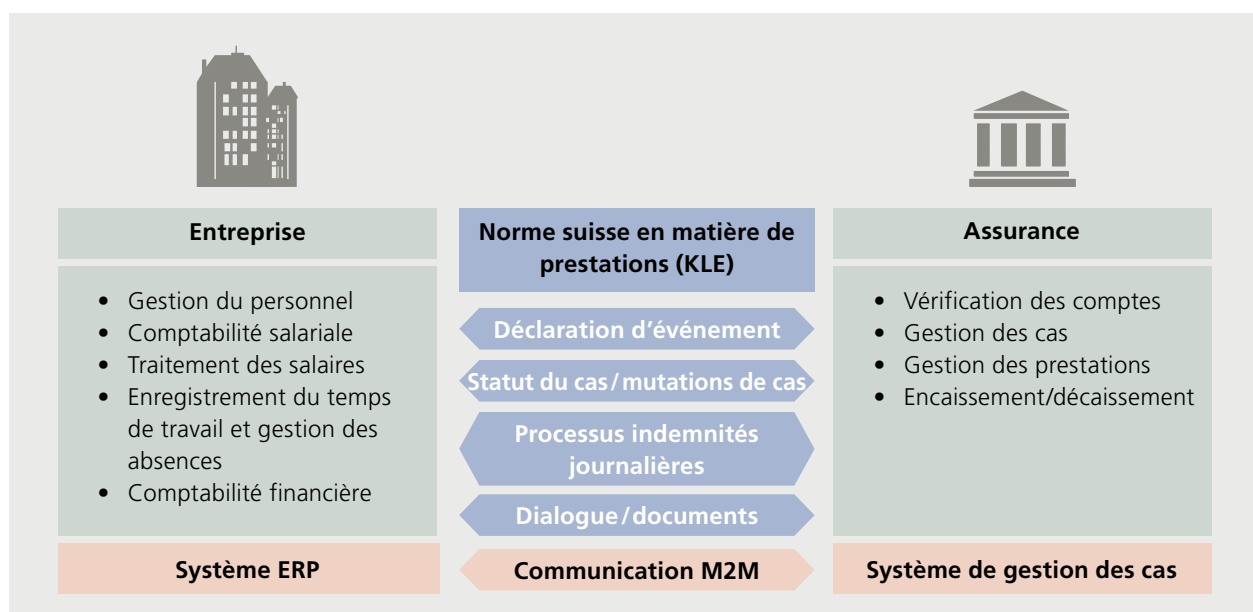 Entreprise
• Gestion du personnel
• Comptabilité salariale
• Traitement des salaires
• Enregistrement du temps
de travail et gestion des
absences
• Comptabilité financière
Système ERP
Norme suisse en matière de
prestations (KLE)
Déclaration d’événement
Statut du cas/mutations de cas
Processus indemnités
journalières
Dialogue/documents
Communication M2M
Assurance
• Vérification des comptes
• Gestion des cas
• Gestion des prestations
• Encaissement/décaissement
Système de gestion des cas